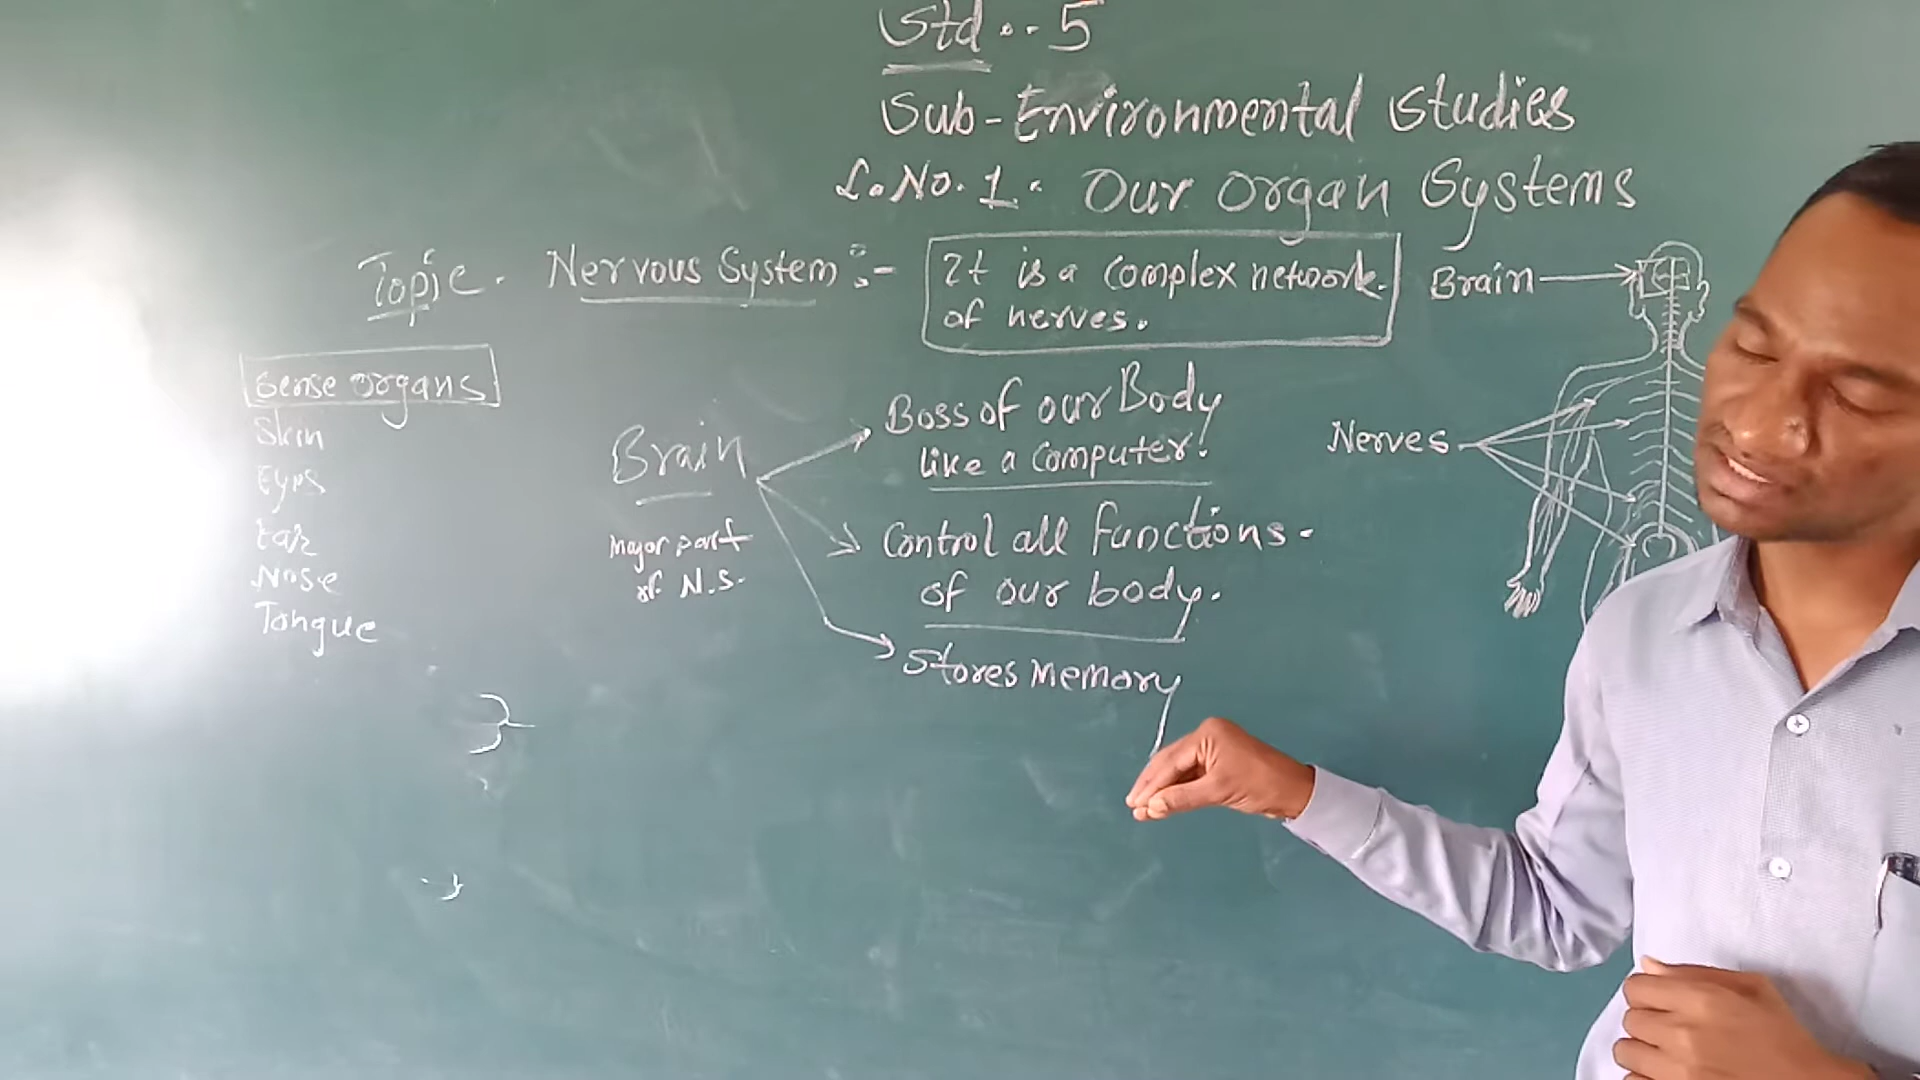 Std .. 5
Sub - Environmental Studies
L. No. 1. Our Organ Systems
Topic. Nervous System :-
It is a complex network.
of nerves.
Brain
Sense organs
Skin
Eyes
Ear
Nose
Tongue
Brain
Major part
of N.S.
Boss of our Body
like a computer!
Control all functions.
of our body.
Stores Memory
Nerves